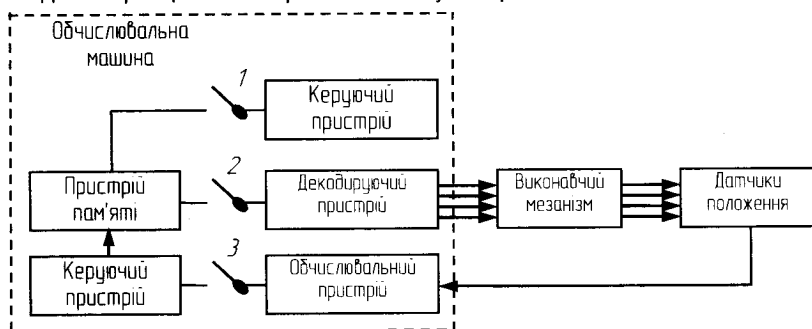 Обчислювальна
машина
1
Керуючий
пристрій
2
Пристрій
пам'яті
Декодируючий
пристрій
Виконавчий
мезанізм
Датчики
положення
3
Керуючий
пристрій
Обчислювальний
пристрій